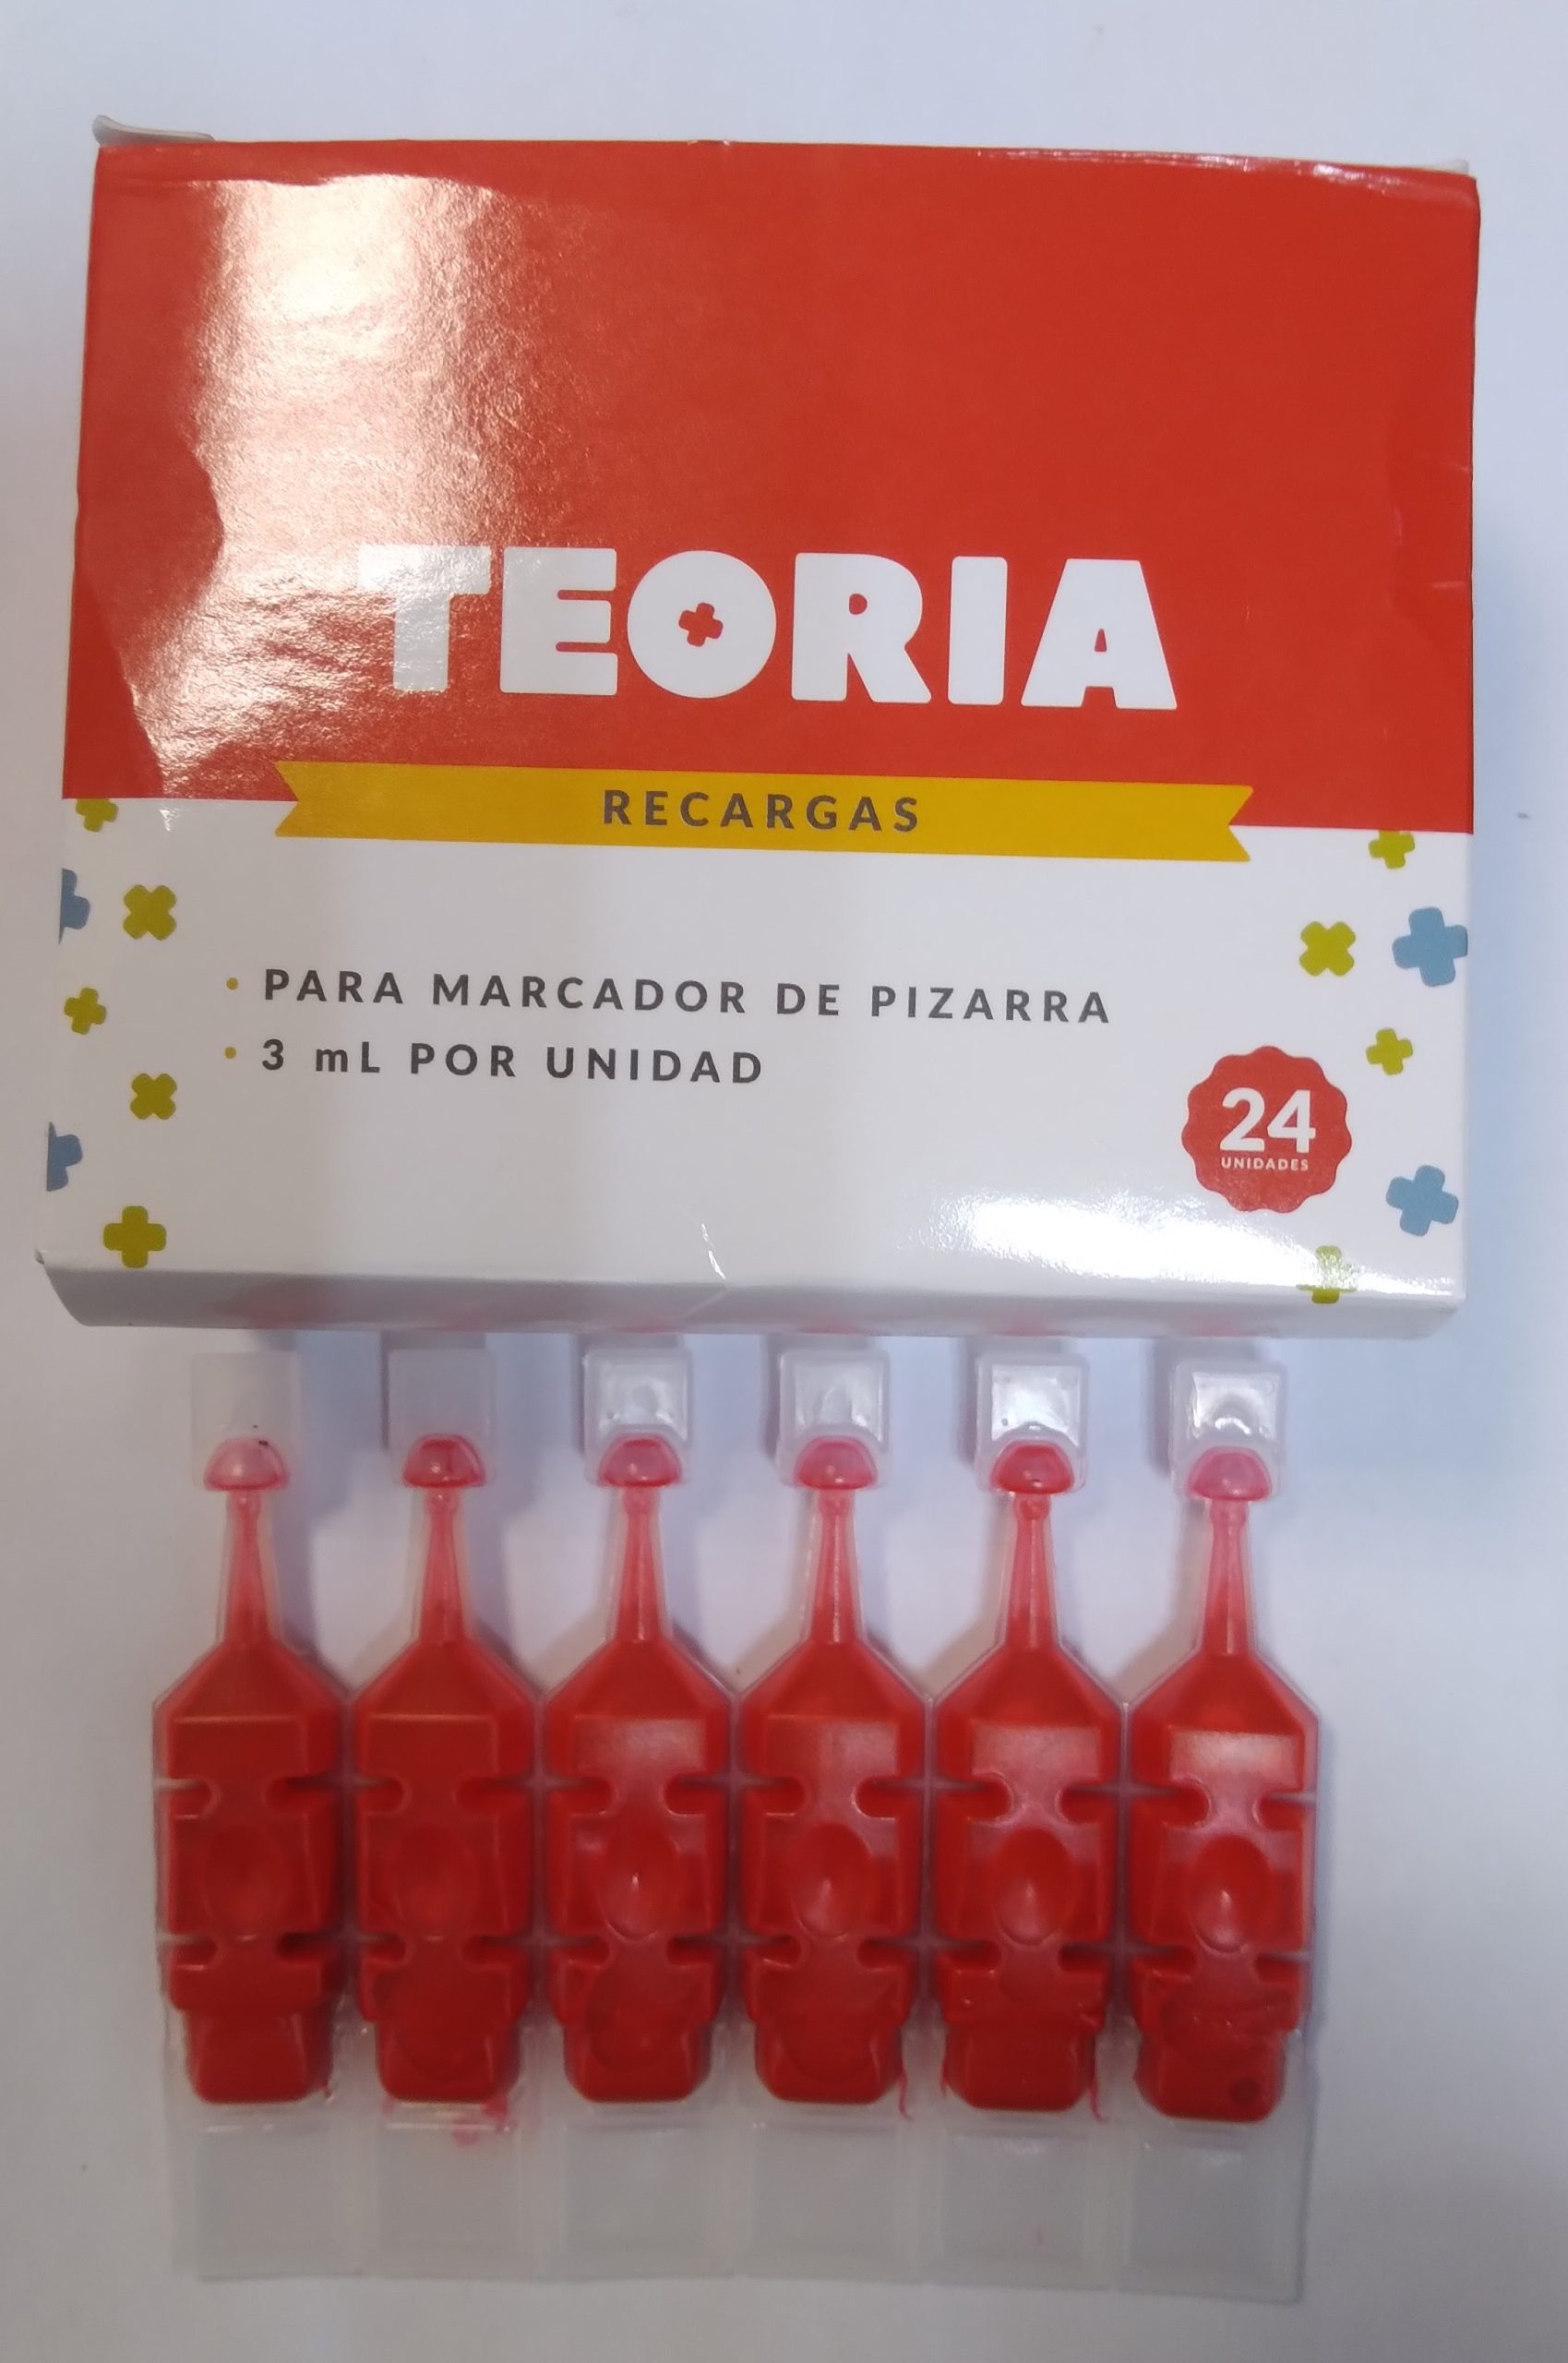 TEORIA
RECARGAS
• PARA MARCADOR DE PIZARRA
• 3 mL POR UNIDAD
24
UNIDADES